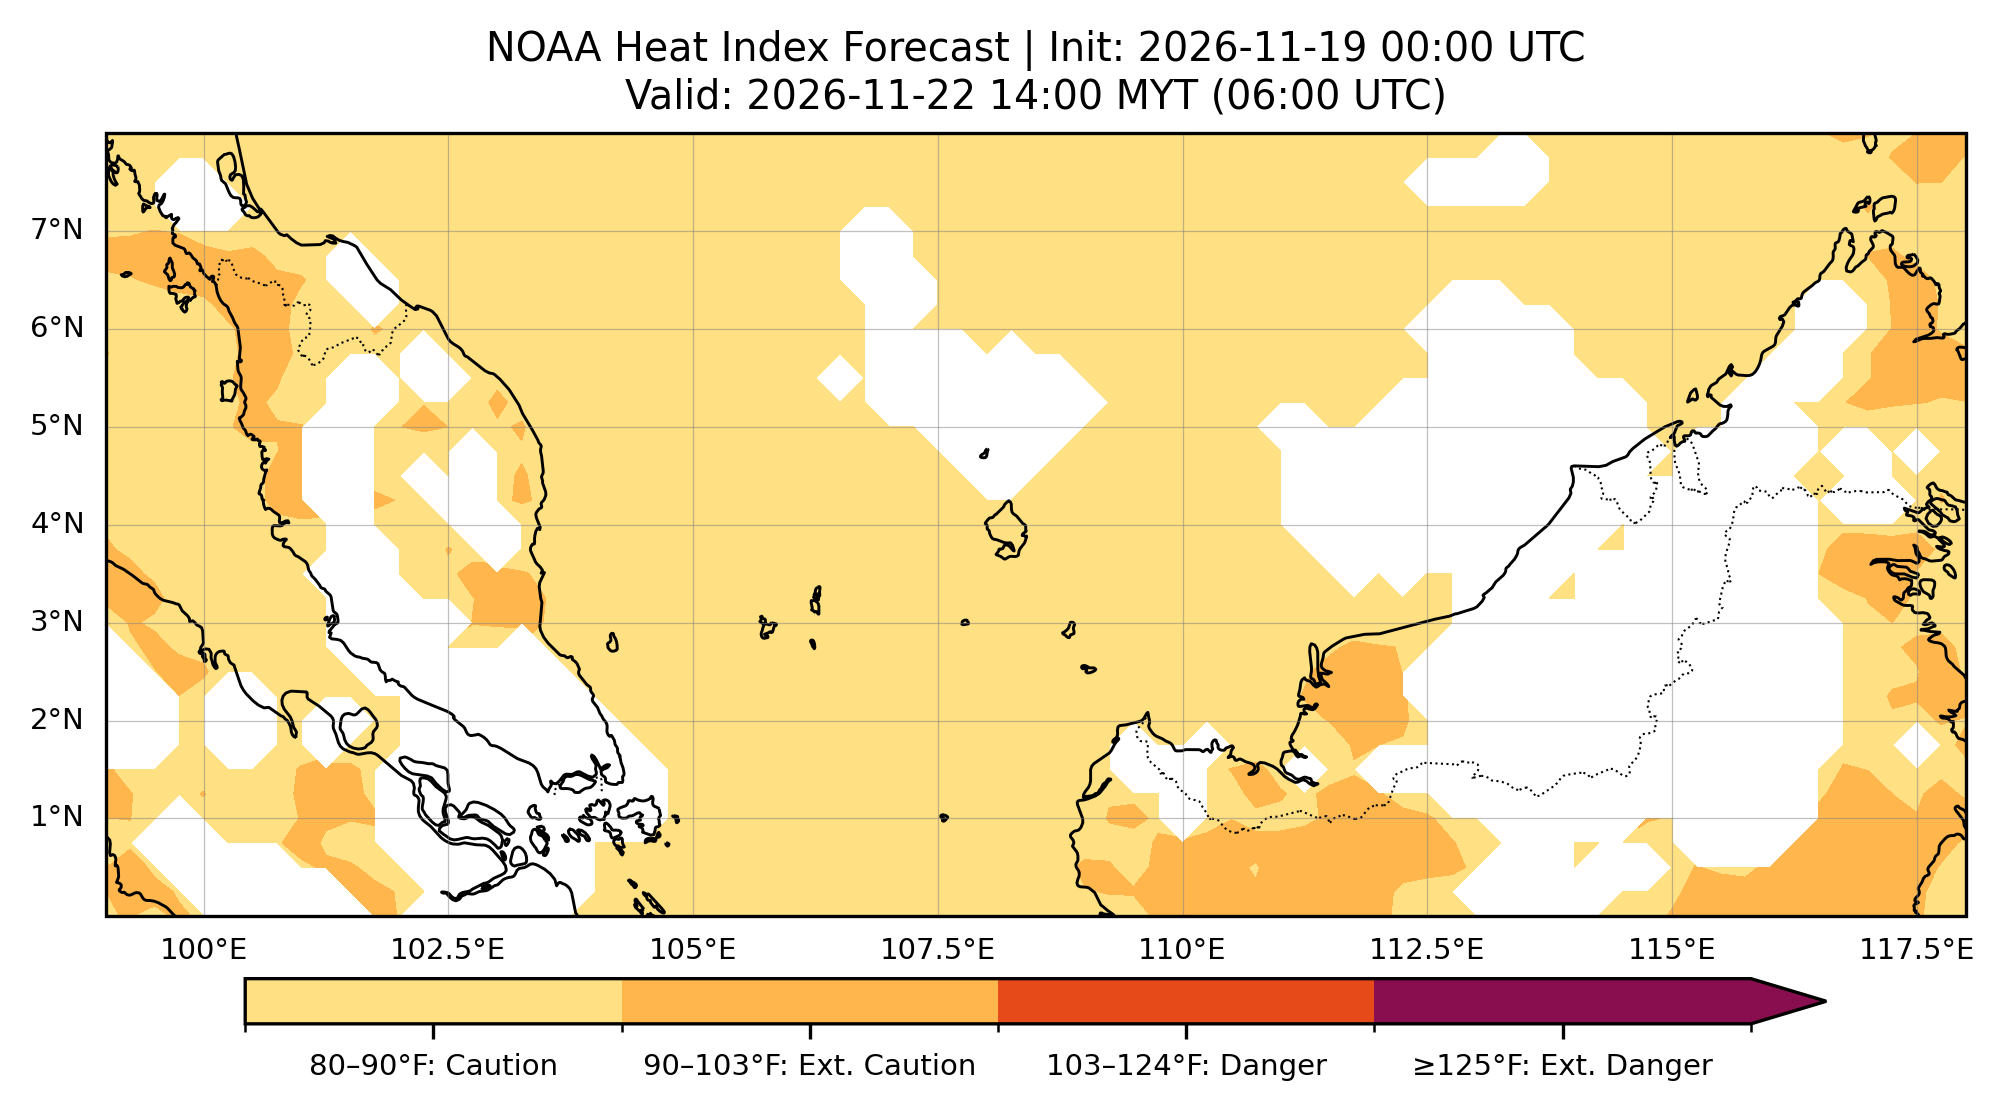 NOAA Heat Index Forecast | Init: 2026-11-19 00:00 UTC
Valid: 2026-11-22 14:00 MYT (06:00 UTC)
7°N
6°N
5°N
4°N
3°N
2°N
1°N
100°E 102.5°E 105°E 107.5°E 110°E 112.5°E 115°E 117.5°E
80–90°F: Caution 90–103°F: Ext. Caution 103–124°F: Danger ≥125°F: Ext. Danger